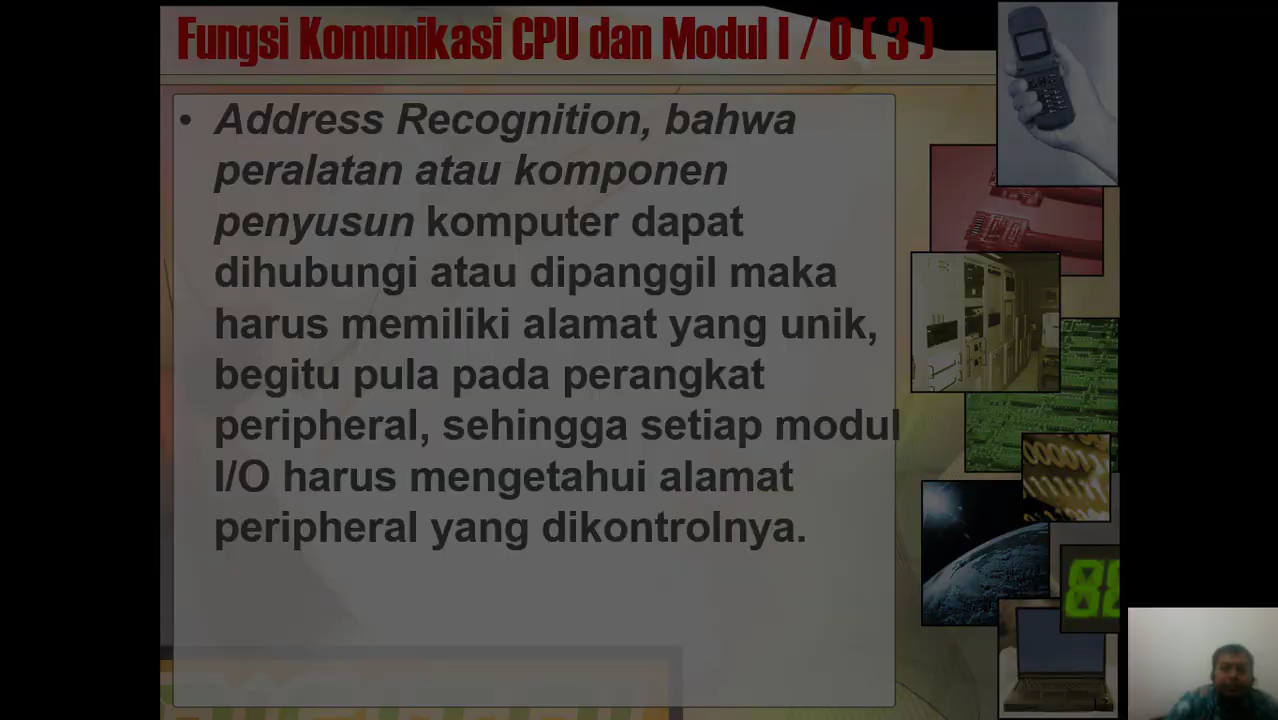 Fungsi Komunikasi CPU dan Modul I / O ( 3 )
• Address Recognition, bahwa
peralatan atau komponen
penyusun komputer dapat
dihubungi atau dipanggil maka
harus memiliki alamat yang unik,
begitu pula pada perangkat
peripheral, sehingga setiap modul
I/O harus mengetahui alamat
peripheral yang dikontrolnya.